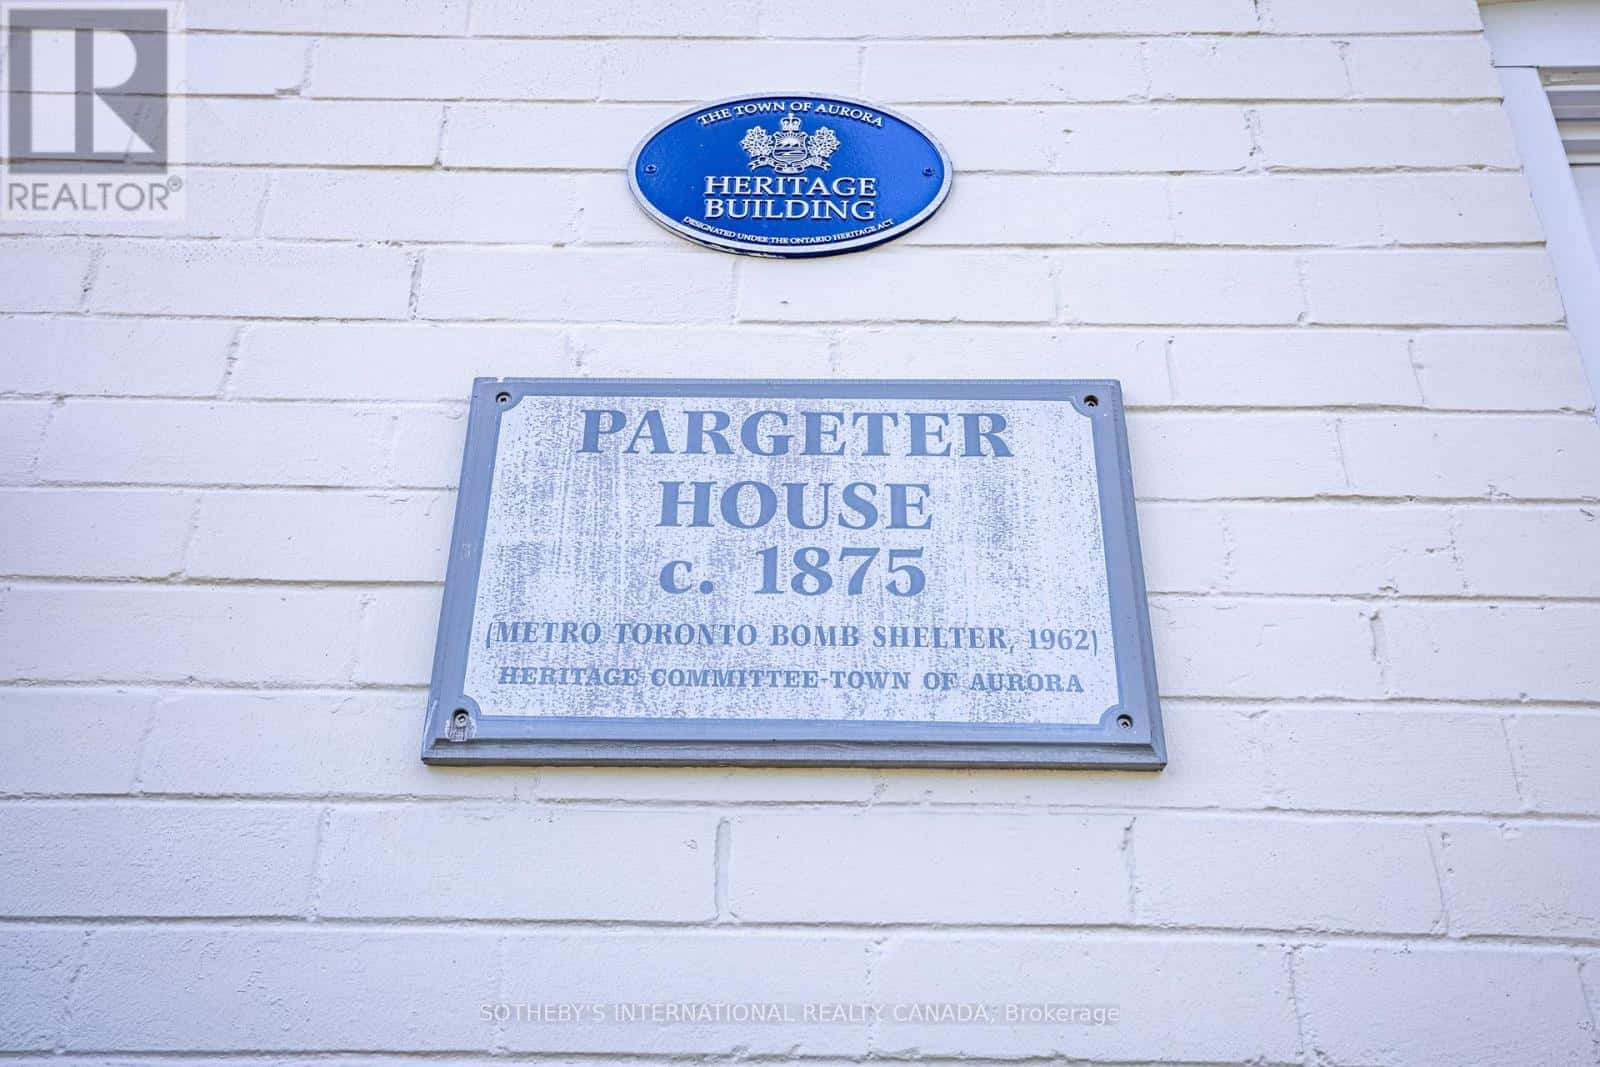 REALTOR®
THE TOWN OF AURORA
HERITAGE
BUILDING
DESIGNATED UNDER THE ONTARIO HERITAGE ACT
PARGETER
HOUSE
c. 1875
(METRO TORONTO BOMB SHELTER, 1962)
HERITAGE COMMITTEE-TOWN OF AURORA
SOTHEBY'S INTERNATIONAL REALTY CANADA, Brokerage